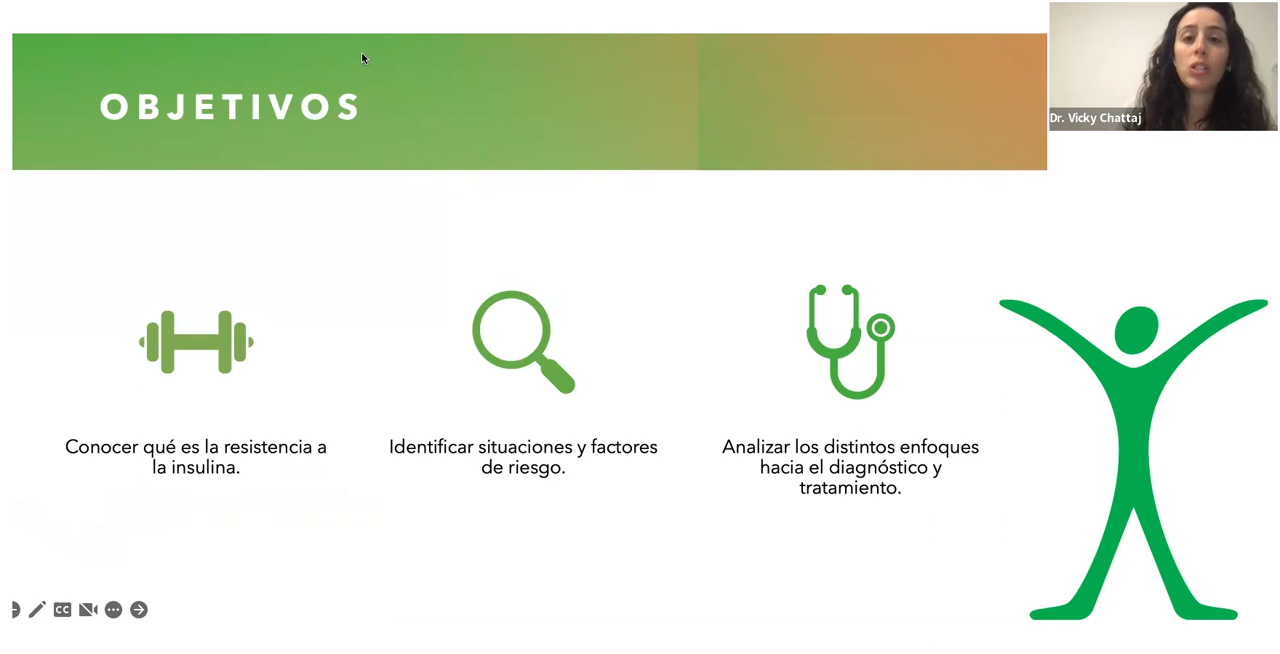 OBJETIVOS
Dr. Vicky Chattaj
Conocer qué es la resistencia a
la insulina.
Identificar situaciones y factores
de riesgo.
Analizar los distintos enfoques
hacia el diagnóstico y
tratamiento.
CC